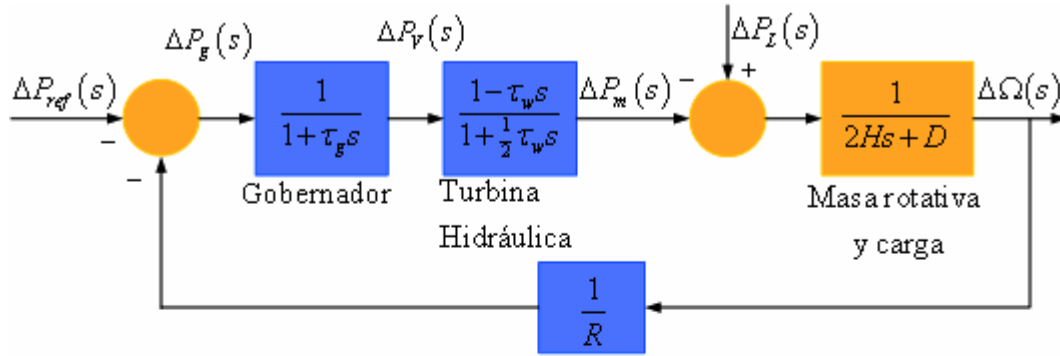 ΔP_g(s)
ΔP_V(s)
ΔP_L(s)
ΔP_ref(s)
−
−
1
1+τ_g s
1−τ_w s
1+½τ_w s
ΔP_m(s)
−
+
1
2Hs+D
ΔΩ(s)
Gobernador
Turbina
Hidráulica
Masa rotativa
y carga
1
R